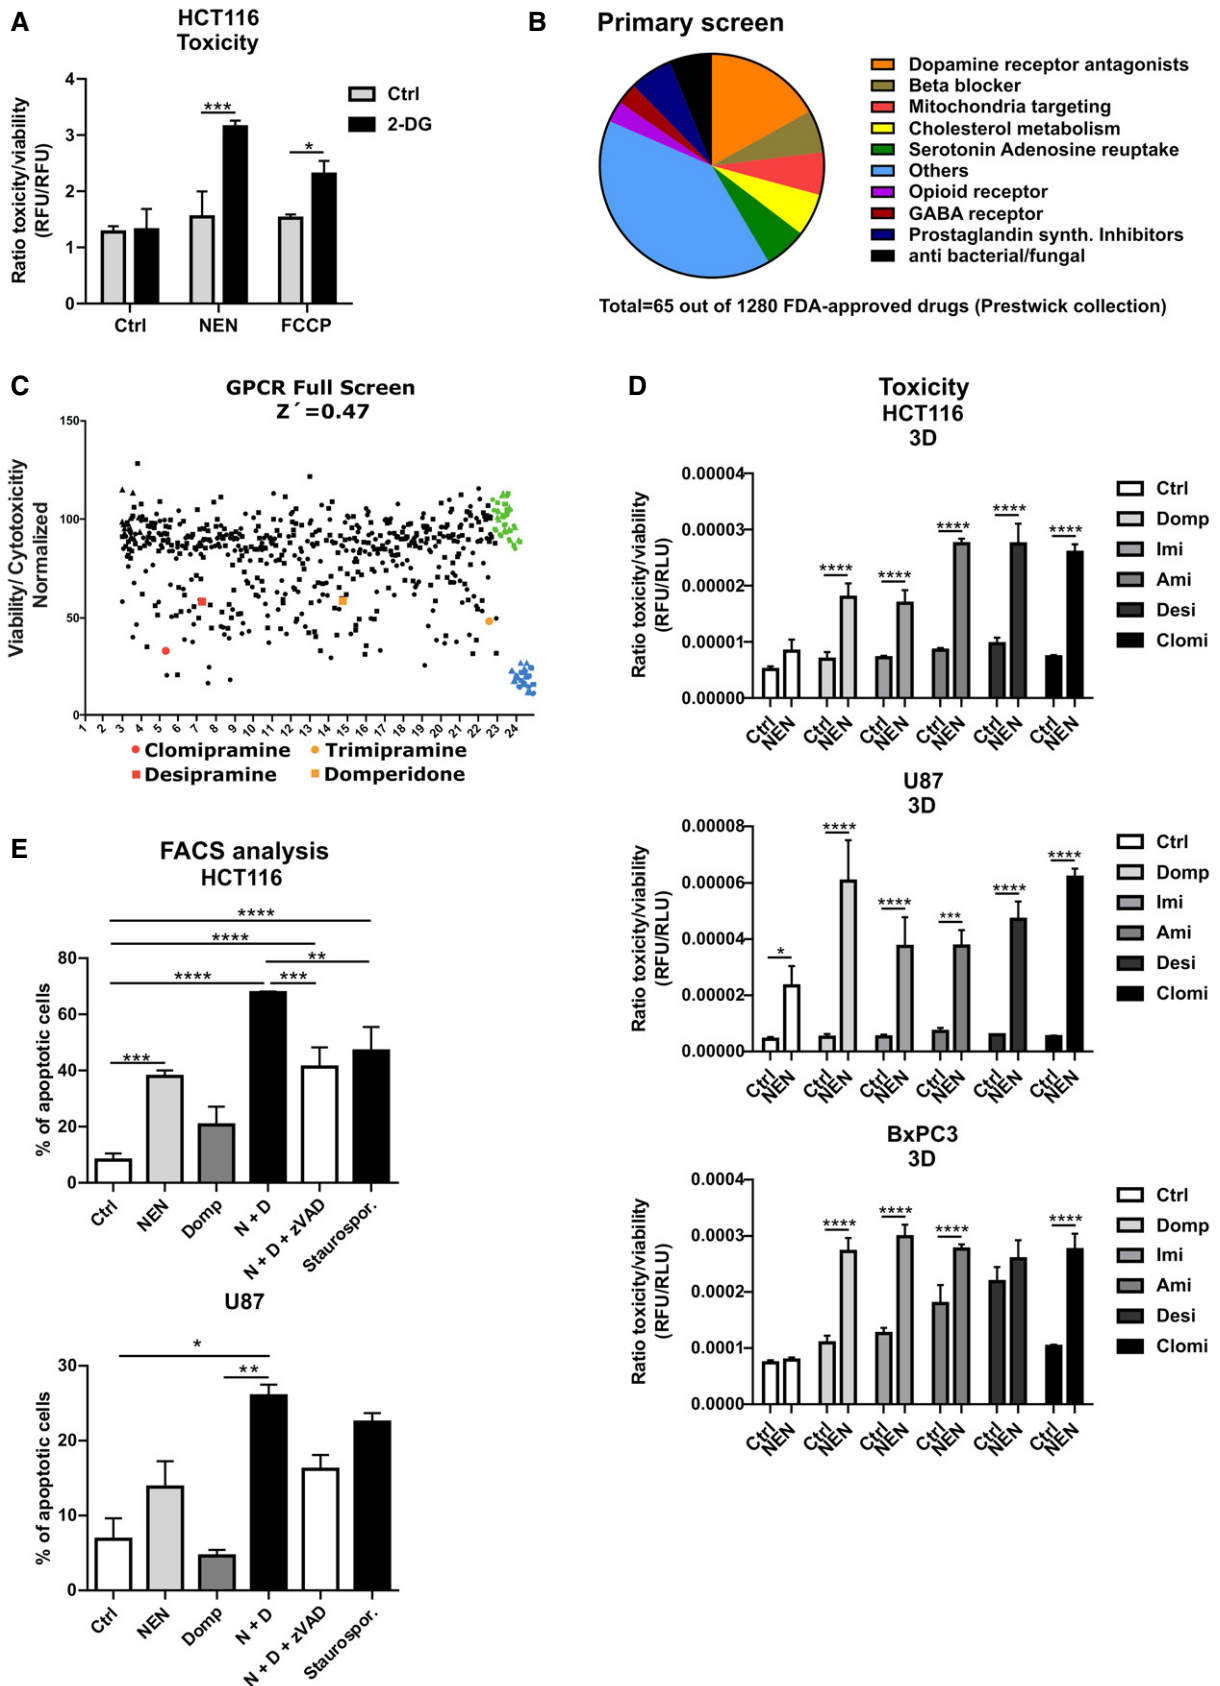 A
HCT116
Toxicity
Ratio toxicity/viability
(RFU/RFU)
4
3
2
1
0
***
*
Ctrl
2-DG
Ctrl NEN FCCP
B
Primary screen
Dopamine receptor antagonists
Beta blocker
Mitochondria targeting
Cholesterol metabolism
Serotonin Adenosine reuptake
Others
Opioid receptor
GABA receptor
Prostaglandin synth. Inhibitors
anti bacterial/fungal
Total=65 out of 1280 FDA-approved drugs (Prestwick collection)
C
GPCR Full Screen
Z´=0.47
Viability/ Cytotoxicitiy
Normalized
150
100
50
0
1 2 3 4 5 6 7 8 9 10 11 12 13 14 15 16 17 18 19 20 21 22 23 24
Clomipramine Trimipramine
Desipramine Domperidone
D
Toxicity
HCT116
3D
Ratio toxicity/viability
(RFU/RLU)
0.00004
0.00003
0.00002
0.00001
0.00000
**** **** **** **** ****
Ctrl NEN Ctrl NEN Ctrl NEN Ctrl NEN Ctrl NEN Ctrl NEN
Ctrl
Domp
Imi
Ami
Desi
Clomi
U87
3D
Ratio toxicity/viability
(RFU/RLU)
0.00008
0.00006
0.00004
0.00002
0.00000
* **** **** *** **** ****
Ctrl NEN Ctrl NEN Ctrl NEN Ctrl NEN Ctrl NEN Ctrl NEN
Ctrl
Domp
Imi
Ami
Desi
Clomi
BxPC3
3D
Ratio toxicity/viability
(RFU/RLU)
0.0004
0.0003
0.0002
0.0001
0.0000
**** **** **** ****
Ctrl NEN Ctrl NEN Ctrl NEN Ctrl NEN Ctrl NEN Ctrl NEN
Ctrl
Domp
Imi
Ami
Desi
Clomi
E
FACS analysis
HCT116
% of apoptotic cells
80
60
40
20
0
****
****
**
**** ***
***
Ctrl NEN Domp N + D N + D + zVAD Staurospor.
U87
% of apoptotic cells
30
20
10
0
*
**
Ctrl NEN Domp N + D N + D + zVAD Staurospor.